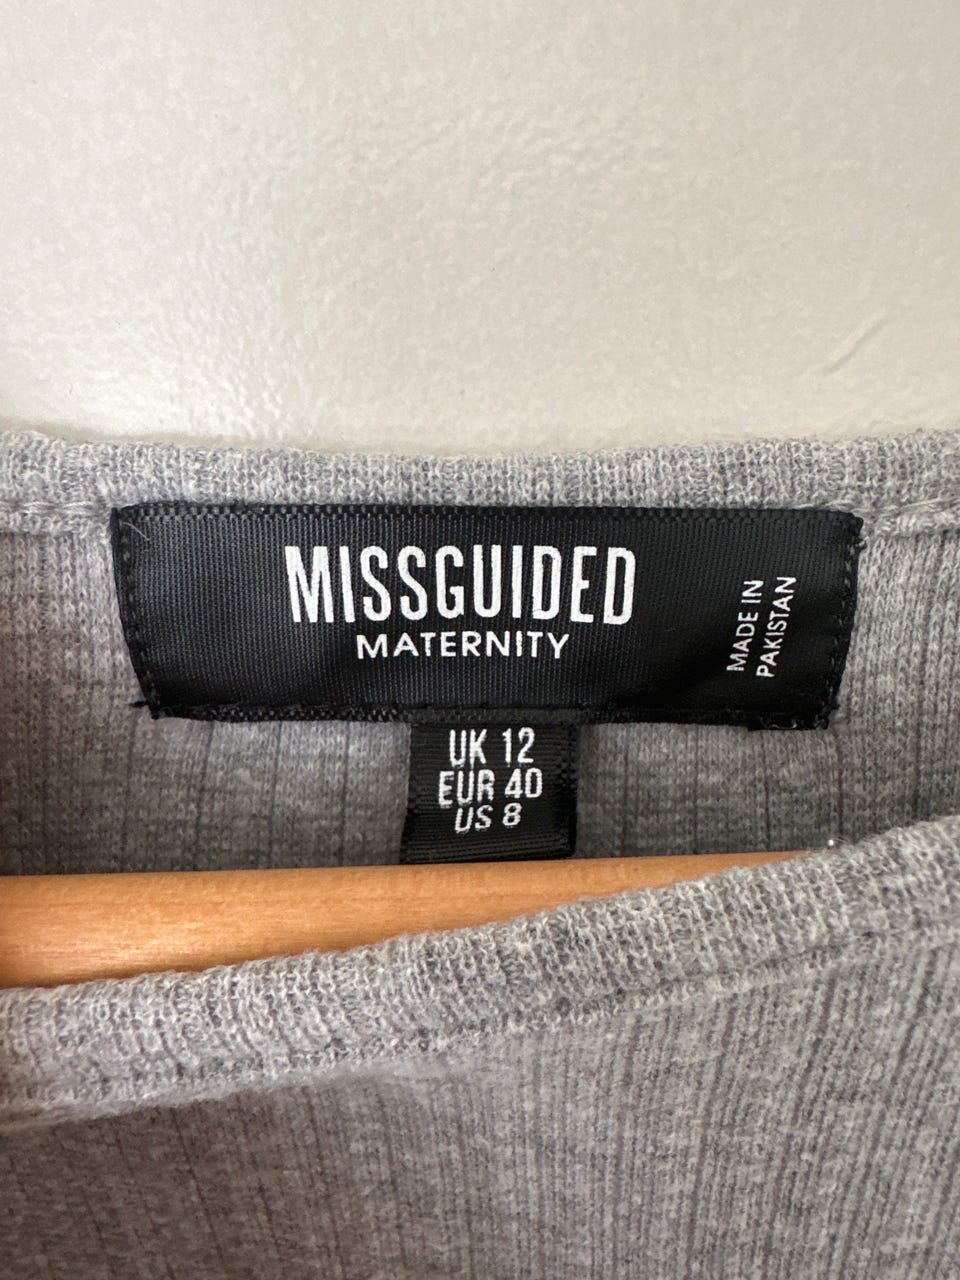 MISSGUIDED
MATERNITY
MADE IN
PAKISTAN
UK 12
EUR 40
US 8